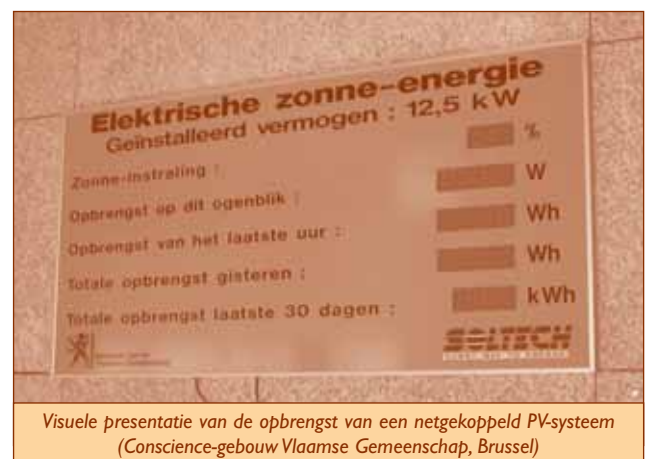 Elektrische zonne-energie
Geïnstalleerd vermogen : 12,5 kW
Zonne-instraling : %
Opbrengst op dit ogenblik : W
Opbrengst van het laatste uur : Wh
Totale opbrengst gisteren : Wh
Totale opbrengst laatste 30 dagen : kWh
SOLTECH
Visuele presentatie van de opbrengst van een netgekoppeld PV-systeem
(Conscience-gebouw Vlaamse Gemeenschap, Brussel)